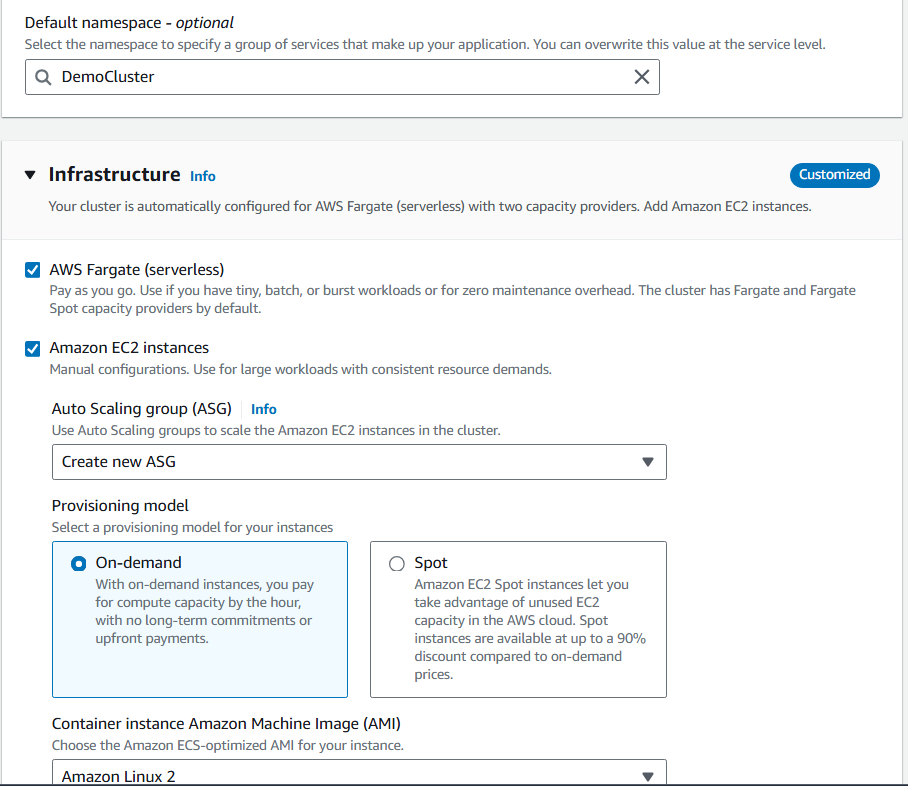 Default namespace - optional
Select the namespace to specify a group of services that make up your application. You can overwrite this value at the service level.
DemoCluster
Infrastructure Info
Customized
Your cluster is automatically configured for AWS Fargate (serverless) with two capacity providers. Add Amazon EC2 instances.
AWS Fargate (serverless)
Pay as you go. Use if you have tiny, batch, or burst workloads or for zero maintenance overhead. The cluster has Fargate and Fargate
Spot capacity providers by default.
Amazon EC2 instances
Manual configurations. Use for large workloads with consistent resource demands.
Auto Scaling group (ASG) Info
Use Auto Scaling groups to scale the Amazon EC2 instances in the cluster.
Create new ASG
Provisioning model
Select a provisioning model for your instances
On-demand
With on-demand instances, you pay
for compute capacity by the hour,
with no long-term commitments or
upfront payments.
Spot
Amazon EC2 Spot instances let you
take advantage of unused EC2
capacity in the AWS cloud. Spot
instances are available at up to a 90%
discount compared to on-demand
prices.
Container instance Amazon Machine Image (AMI)
Choose the Amazon ECS-optimized AMI for your instance.
Amazon Linux 2